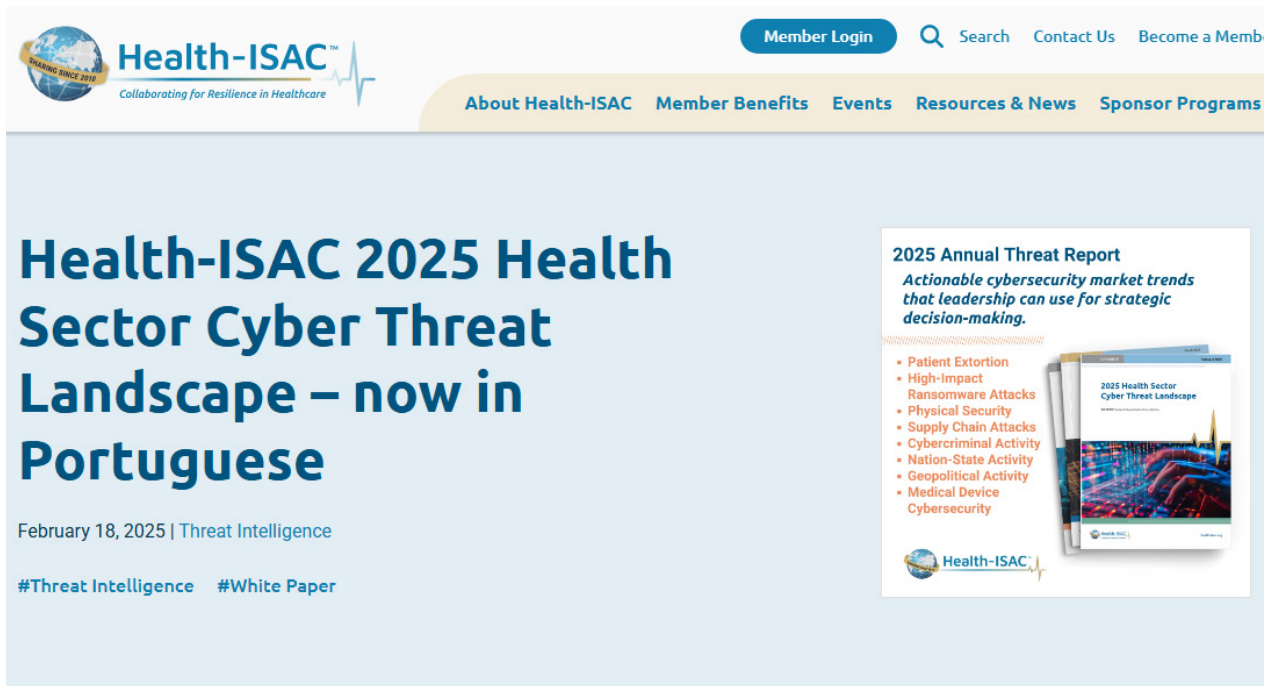 SHARING SINCE 2010
Health-ISAC™
Collaborating for Resilience in Healthcare
Member Login
Search
Contact Us
Become a Memb
About Health-ISAC
Member Benefits
Events
Resources & News
Sponsor Programs
Health-ISAC 2025 Health
Sector Cyber Threat
Landscape – now in
Portuguese
February 18, 2025 | Threat Intelligence
#Threat Intelligence #White Paper
2025 Annual Threat Report
Actionable cybersecurity market trends
that leadership can use for strategic
decision-making.
• Patient Extortion
• High-Impact
Ransomware Attacks
• Physical Security
• Supply Chain Attacks
• Cybercriminal Activity
• Nation-State Activity
• Geopolitical Activity
• Medical Device
Cybersecurity
2025 Health Sector
Cyber Threat Landscape
Health-ISAC
Health-ISAC™